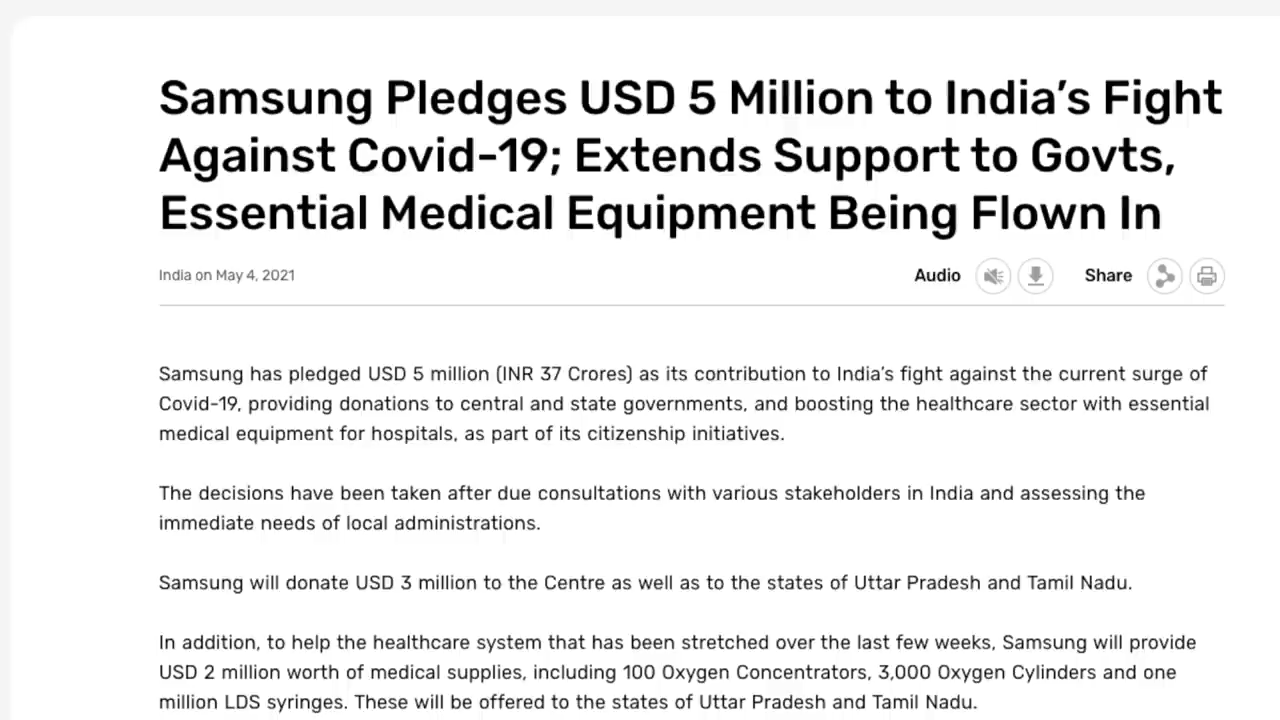 Samsung Pledges USD 5 Million to India’s Fight
Against Covid-19; Extends Support to Govts,
Essential Medical Equipment Being Flown In
India on May 4, 2021
Audio
Share
Samsung has pledged USD 5 million (INR 37 Crores) as its contribution to India’s fight against the current surge of
Covid-19, providing donations to central and state governments, and boosting the healthcare sector with essential
medical equipment for hospitals, as part of its citizenship initiatives.
The decisions have been taken after due consultations with various stakeholders in India and assessing the
immediate needs of local administrations.
Samsung will donate USD 3 million to the Centre as well as to the states of Uttar Pradesh and Tamil Nadu.
In addition, to help the healthcare system that has been stretched over the last few weeks, Samsung will provide
USD 2 million worth of medical supplies, including 100 Oxygen Concentrators, 3,000 Oxygen Cylinders and one
million LDS syringes. These will be offered to the states of Uttar Pradesh and Tamil Nadu.